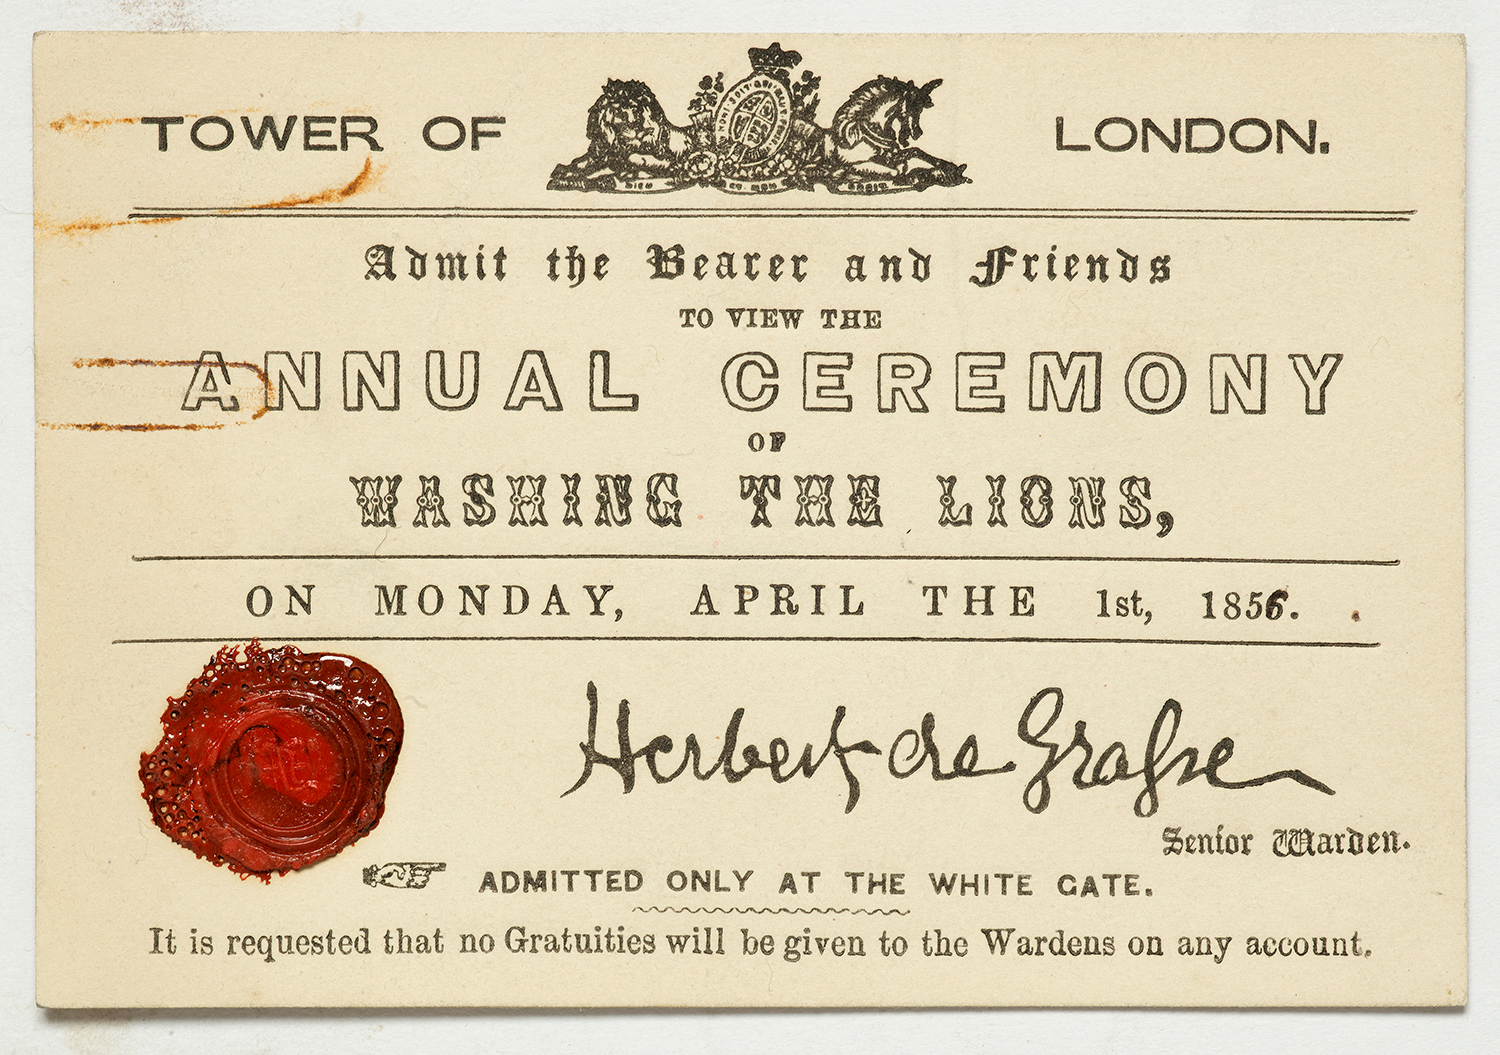 TOWER OF LONDON.
Admit the Bearer and Friends
TO VIEW THE
ANNUAL CEREMONY
OF
WASHING THE LIONS,
ON MONDAY, APRIL THE 1st, 1856.
Herbert de Grasse
Senior Warden.
ADMITTED ONLY AT THE WHITE GATE.
It is requested that no Gratuities will be given to the Wardens on any account.